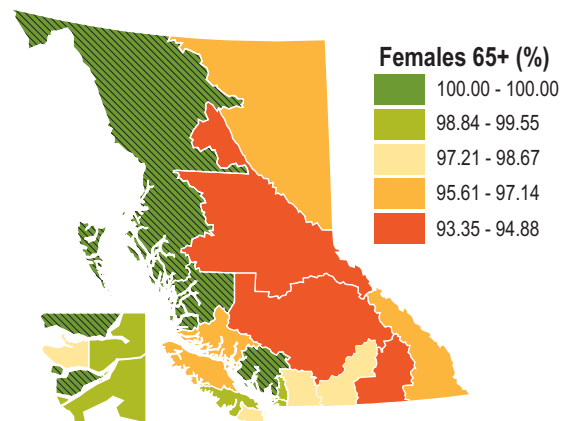 Females 65+ (%)
100.00 - 100.00
98.84 - 99.55
97.21 - 98.67
95.61 - 97.14
93.35 - 94.88